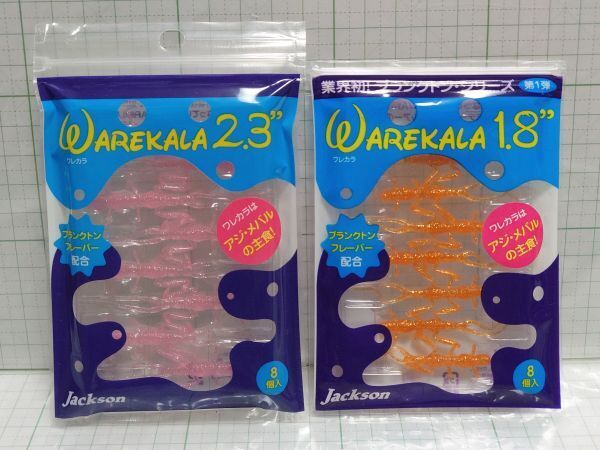 WAREKALA 2.3”
ワレカラ
プランクトン
フレーバー
配合
ワレカラは
アジ・メバル
の主食!
8
個入
Jackson
業界初!プランクトン・シリーズ 第1弾
WAREKALA 1.8”
ワレカラ
プランクトン
フレーバー
配合
ワレカラは
アジ・メバル
の主食!
8
個入
Jackson